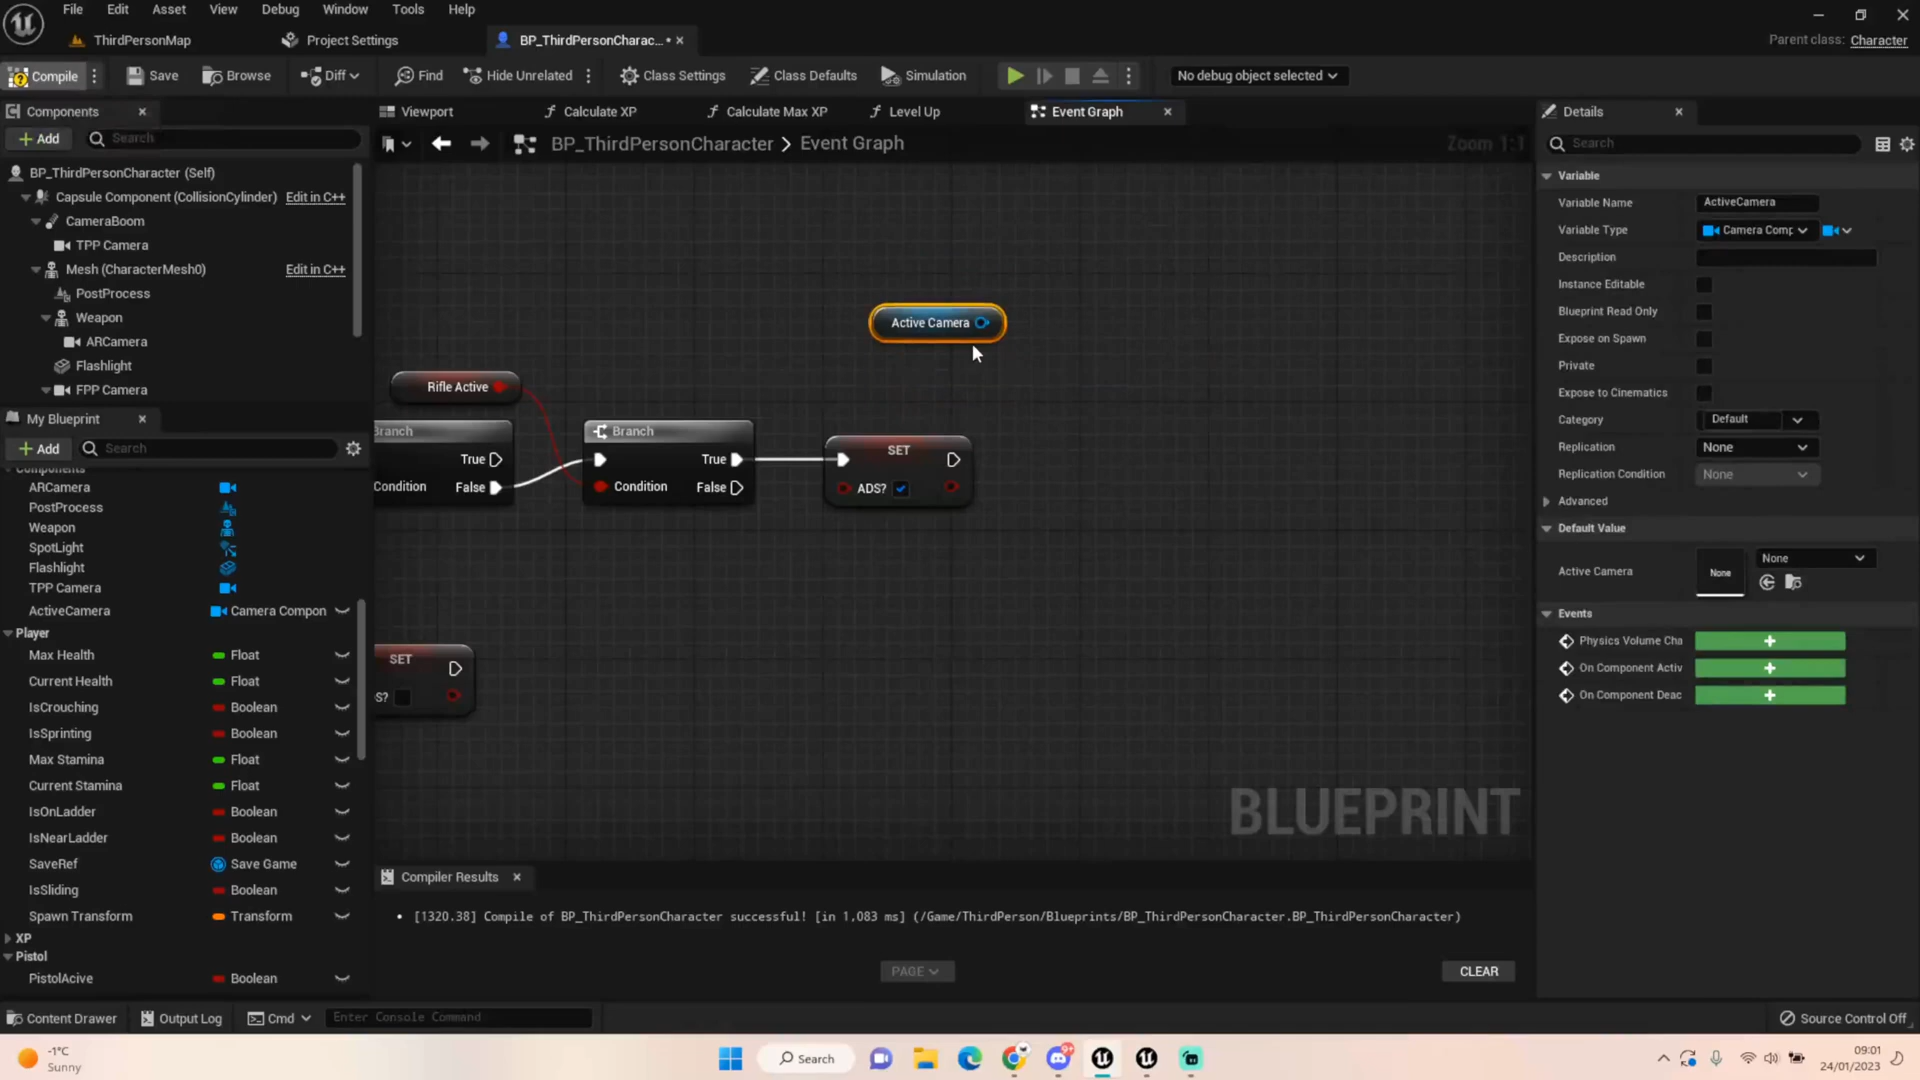 File Edit Asset View Debug Window Tools Help
ThirdPersonMap Project Settings BP_ThirdPersonCharac... •
Parent class: Character
Compile Save Browse Diff Find Hide Unrelated Class Settings Class Defaults Simulation No debug object selected
Components Viewport Calculate XP Calculate Max XP Level Up Event Graph Details
Add Search
BP_ThirdPersonCharacter > Event Graph Zoom 1:1 Search
BP_ThirdPersonCharacter (Self)
Capsule Component (CollisionCylinder) Edit in C++
CameraBoom
TPP Camera
Mesh (CharacterMesh0) Edit in C++
PostProcess
Weapon
ARCamera
Flashlight
FPP Camera
My Blueprint
Add Search
Components
ARCamera
PostProcess
Weapon
SpotLight
Flashlight
TPP Camera
ActiveCamera Camera Compon
Player
Max Health Float
Current Health Float
IsCrouching Boolean
IsSprinting Boolean
Max Stamina Float
Current Stamina Float
IsOnLadder Boolean
IsNearLadder Boolean
SaveRef Save Game
IsSliding Boolean
Spawn Transform Transform
XP
Pistol
PistolAcive Boolean
Active Camera
Rifle Active
Branch
True
Condition False
Branch
True
Condition False
SET
ADS?
SET
S?
BLUEPRINT
Variable
Variable Name ActiveCamera
Variable Type Camera Comp
Description
Instance Editable
Blueprint Read Only
Expose on Spawn
Private
Expose to Cinematics
Category Default
Replication None
Replication Condition None
Advanced
Default Value
Active Camera None None
Events
Physics Volume Cha
On Component Activ
On Component Deac
Compiler Results
• [1320.38] Compile of BP_ThirdPersonCharacter successful! [in 1,083 ms] (/Game/ThirdPerson/Blueprints/BP_ThirdPersonCharacter.BP_ThirdPersonCharacter)
PAGE CLEAR
Content Drawer Output Log Cmd Enter Console Command Source Control Off
-1°C
Sunny
Search
9+
09:01
24/01/2023